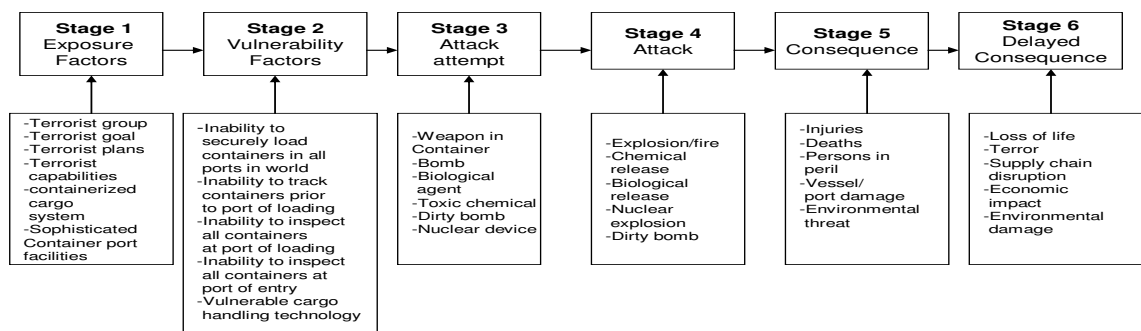 Stage 1
Exposure
Factors
Stage 2
Vulnerability
Factors
Stage 3
Attack
attempt
Stage 4
Attack
Stage 5
Consequence
Stage 6
Delayed
Consequence
-Terrorist group
-Terrorist goal
-Terrorist plans
-Terrorist
capabilities
-containerized
cargo
system
-Sophisticated
Container port
facilities
-Inability to
securely load
containers in all
ports in world
-Inability to track
containers prior
to port of loading
-Inability to inspect
all containers
at port of loading
-Inability to inspect
all containers at
port of entry
-Vulnerable cargo
handling technology
-Weapon in
Container
-Bomb
-Biological
agent
-Toxic chemical
-Dirty bomb
-Nuclear device
-Explosion/fire
-Chemical
release
-Biological
release
-Nuclear
explosion
-Dirty bomb
-Injuries
-Deaths
-Persons in
peril
-Vessel/
port damage
-Environmental
threat
-Loss of life
-Terror
-Supply chain
disruption
-Economic
impact
-Environmental
damage